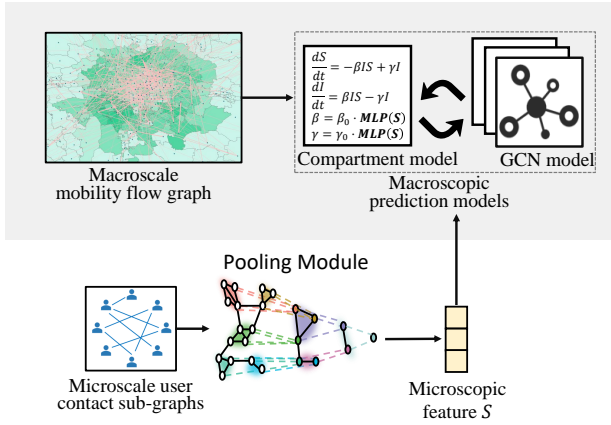 Macroscale
mobility flow graph
dS/dt = −βIS + γI
dI/dt = βIS − γI
β = β₀ · MLP(S)
γ = γ₀ · MLP(S)
Compartment model
GCN model
Macroscopic
prediction models
Pooling Module
Microscale user
contact sub-graphs
Microscopic
feature S